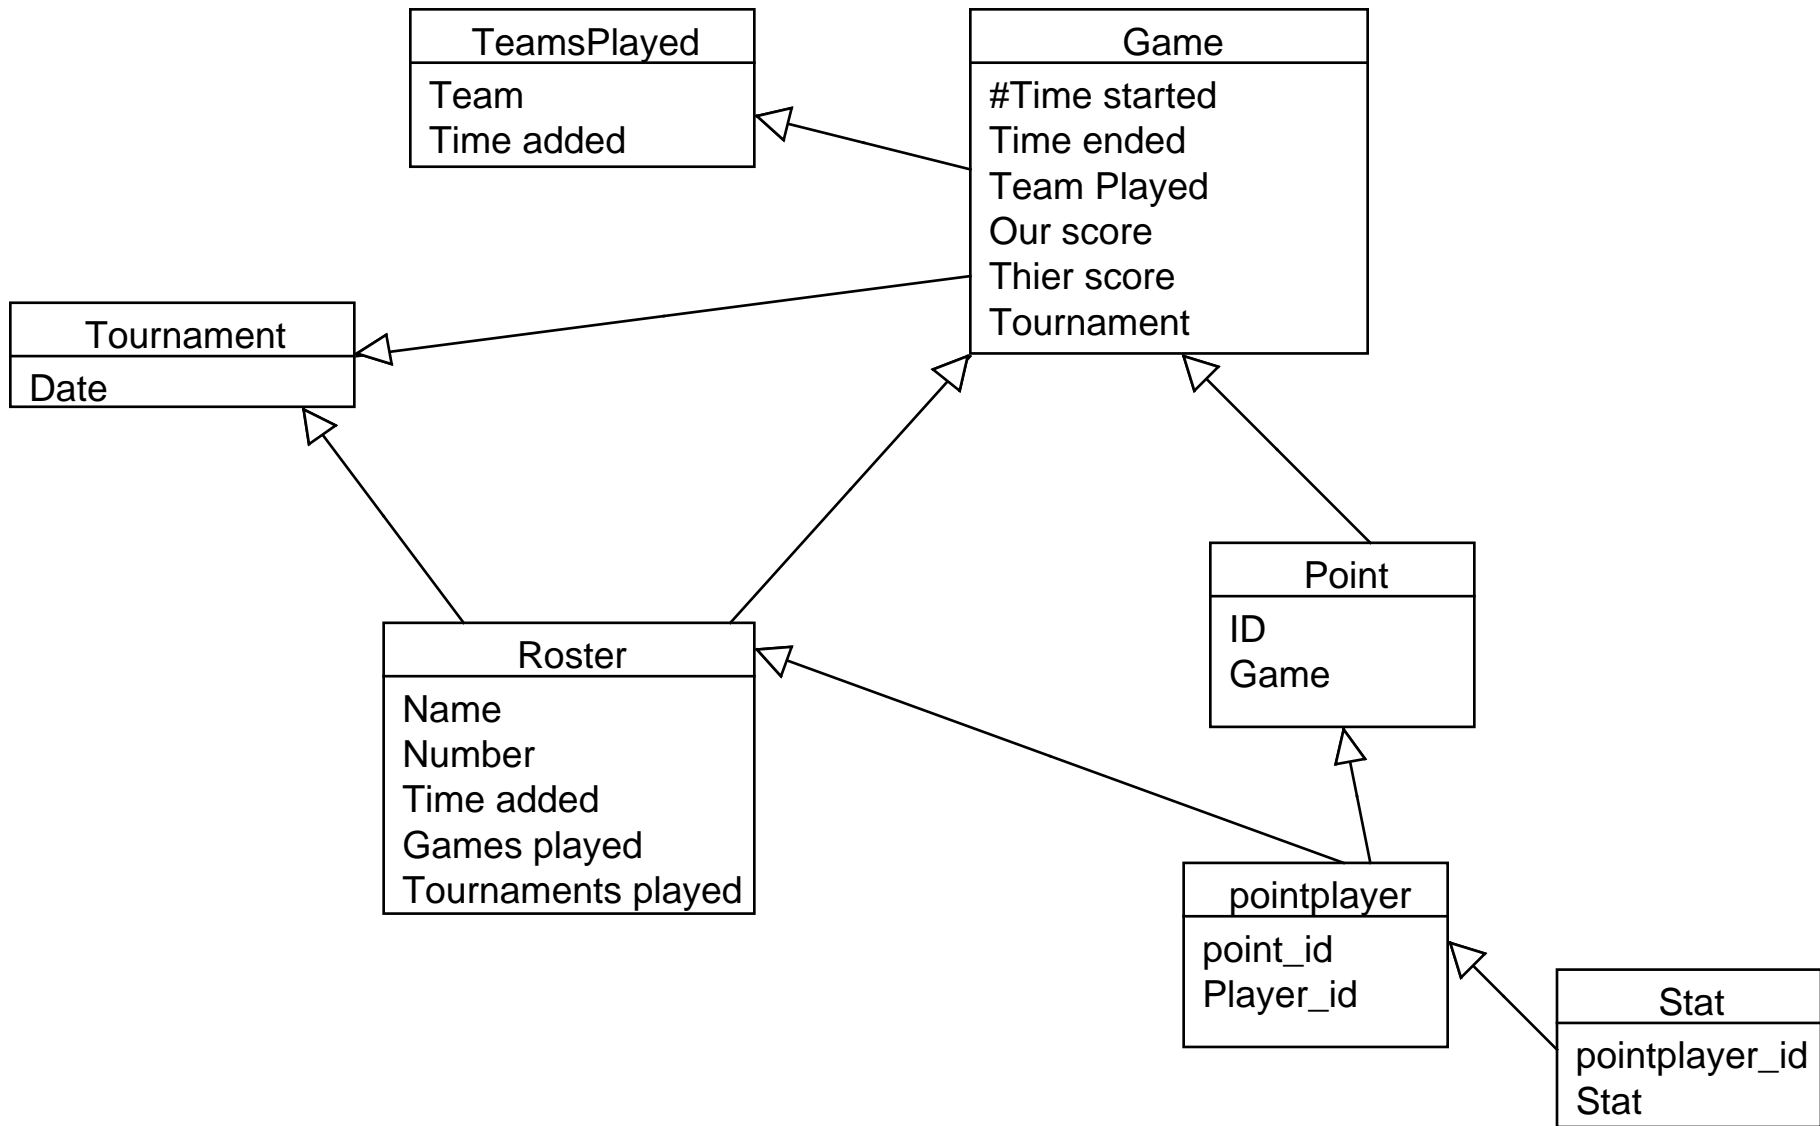 TeamsPlayed
Team
Time added
Game
#Time started
Time ended
Team Played
Our score
Thier score
Tournament
Tournament
Date
Roster
Name
Number
Time added
Games played
Tournaments played
Point
ID
Game
pointplayer
point_id
Player_id
Stat
pointplayer_id
Stat